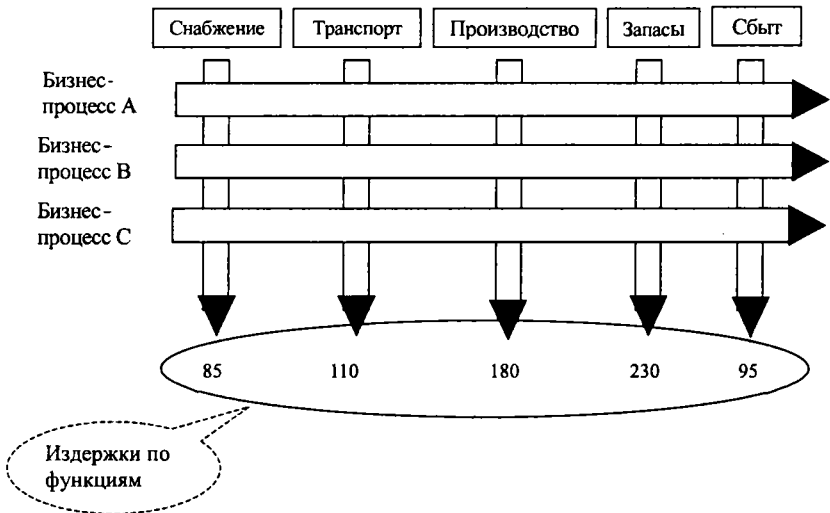 Снабжение Транспорт Производство Запасы Сбыт
Бизнес-
процесс А
Бизнес-
процесс В
Бизнес-
процесс С
85 110 180 230 95
Издержки по
функциям